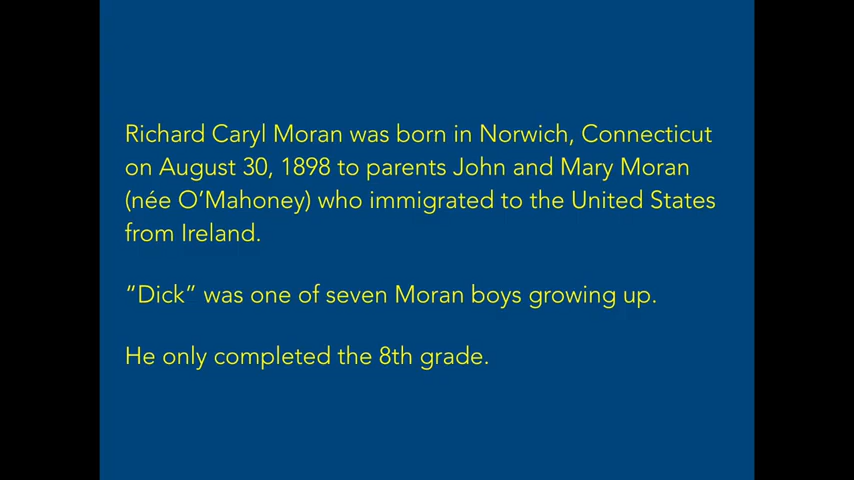 Richard Caryl Moran was born in Norwich, Connecticut
on August 30, 1898 to parents John and Mary Moran
(née O’Mahoney) who immigrated to the United States
from Ireland.
“Dick” was one of seven Moran boys growing up.
He only completed the 8th grade.